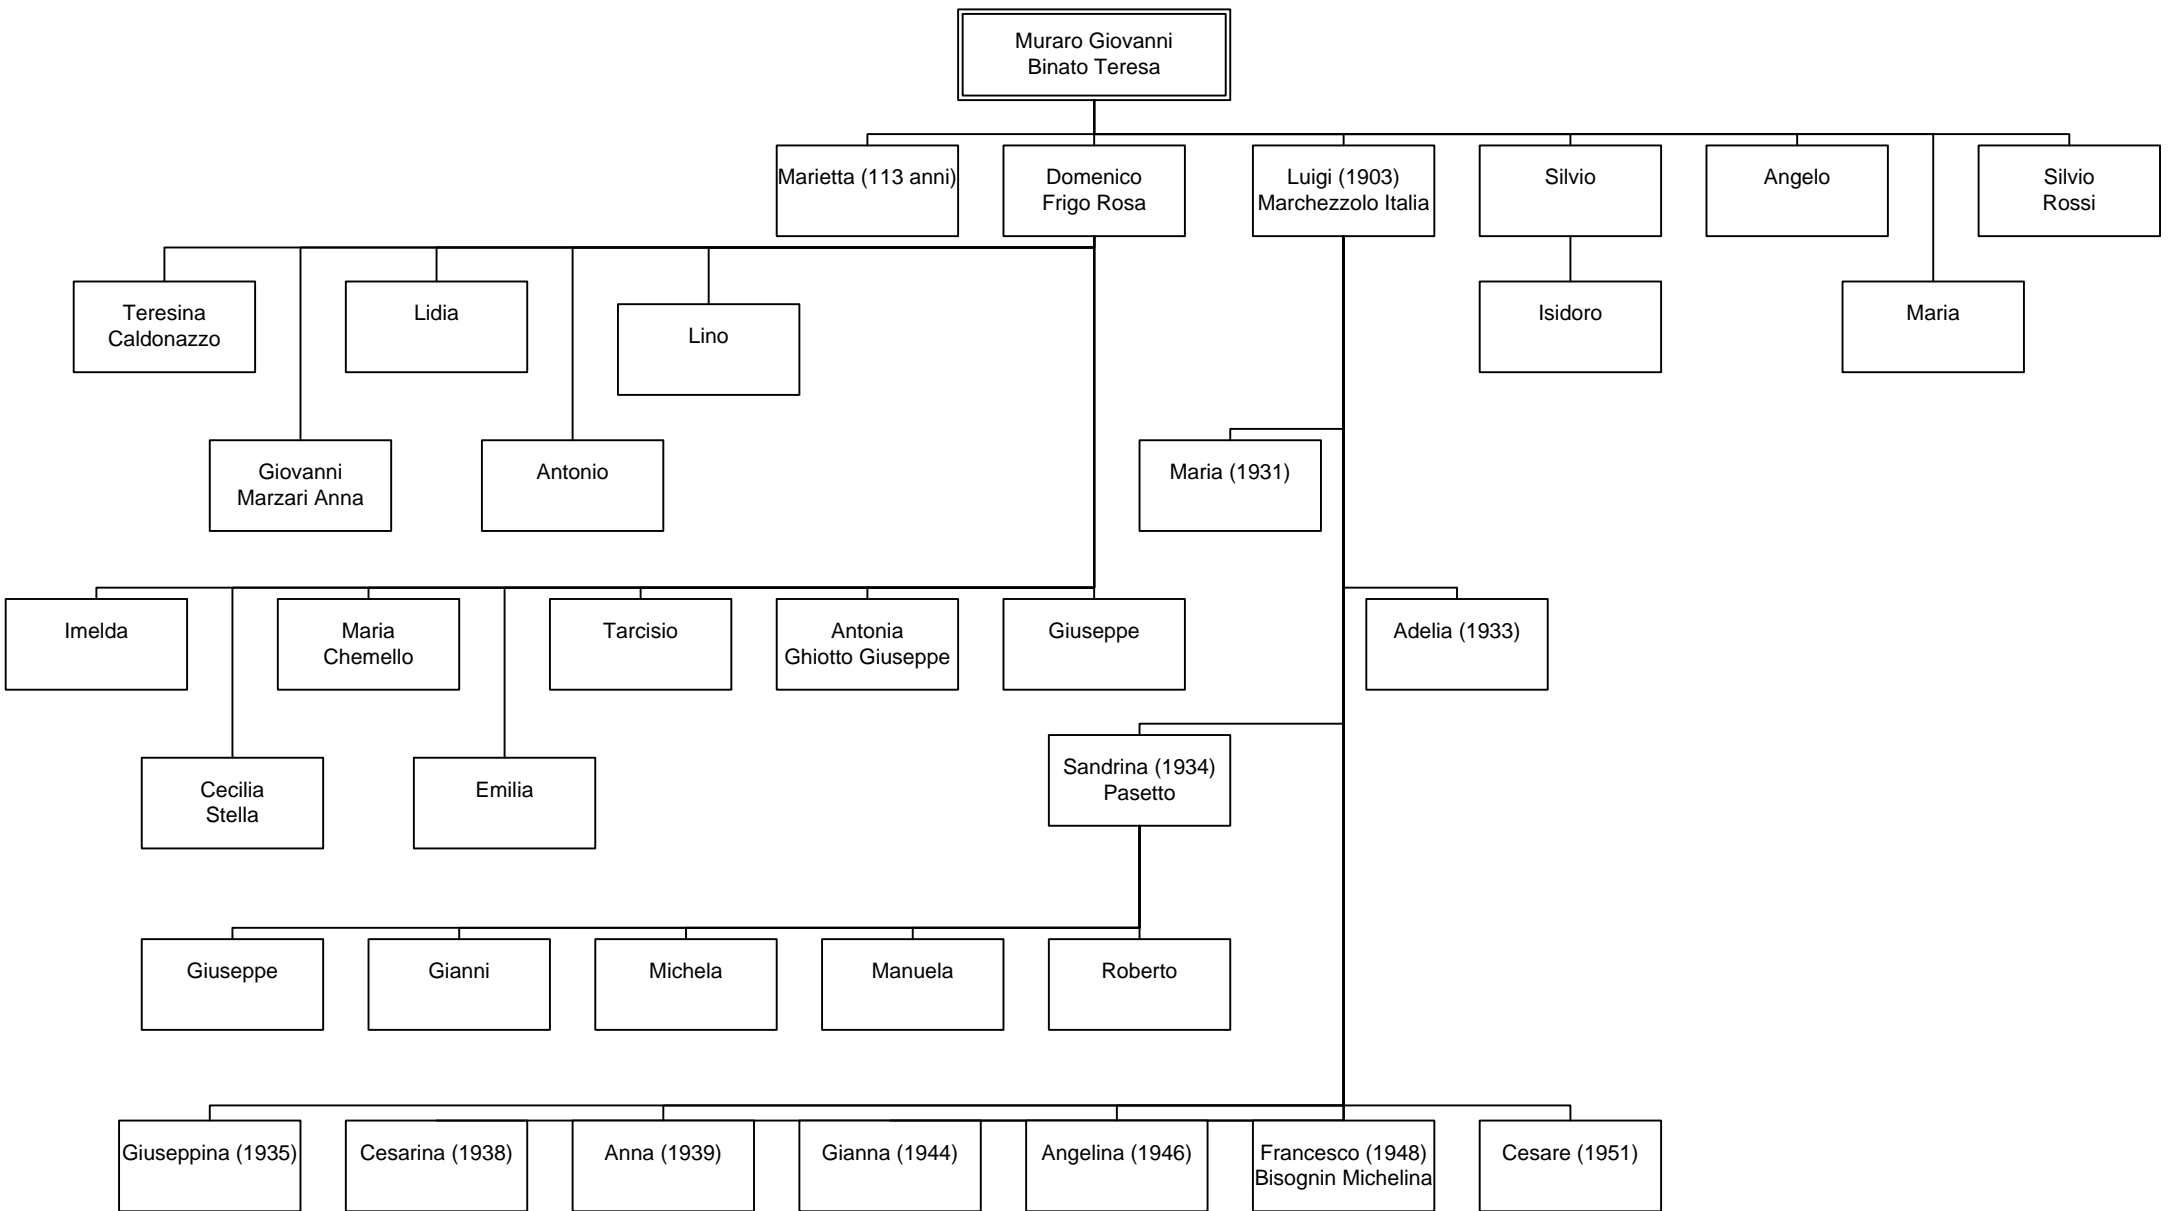 Muraro Giovanni
Binato Teresa
Marietta (113 anni)
Domenico
Frigo Rosa
Luigi (1903)
Marchezzolo Italia
Silvio
Angelo
Silvio
Rossi
Teresina
Caldonazzo
Lidia
Lino
Isidoro
Maria
Giovanni
Marzari Anna
Antonio
Maria (1931)
Imelda
Maria
Chemello
Tarcisio
Antonia
Ghiotto Giuseppe
Giuseppe
Adelia (1933)
Cecilia
Stella
Emilia
Sandrina (1934)
Pasetto
Giuseppe
Gianni
Michela
Manuela
Roberto
Giuseppina (1935)
Cesarina (1938)
Anna (1939)
Gianna (1944)
Angelina (1946)
Francesco (1948)
Bisognin Michelina
Cesare (1951)